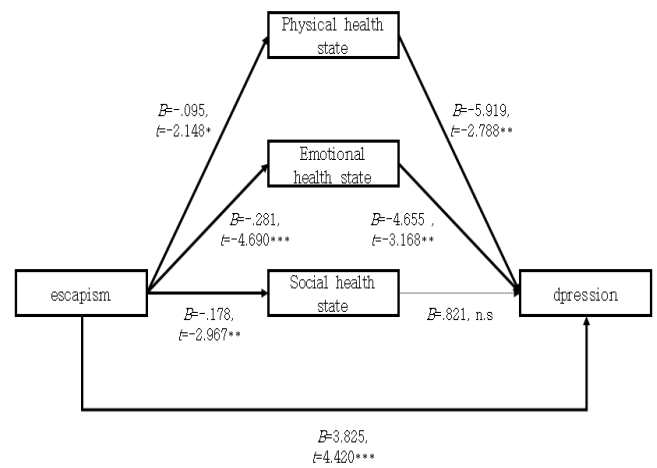 Physical health
state
B=-.095,
t=-2.148*
B=-5.919,
t=-2.788**
Emotional
health state
B=-.281,
t=-4.690***
B=-4.655 ,
t=-3.168**
escapism
Social health
state
dpression
B=-.178,
t=-2.967**
B=.821, n.s
B=3.825,
t=4.420***